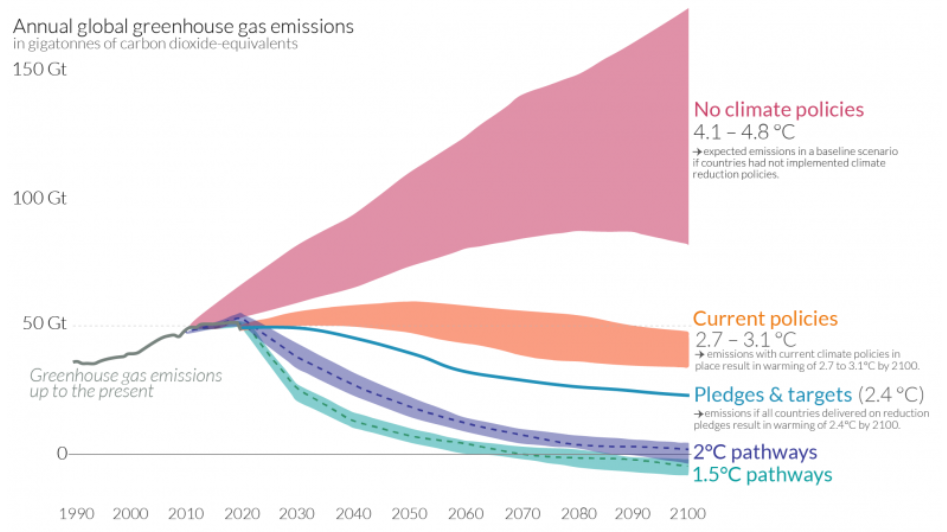 Annual global greenhouse gas emissions
in gigatonnes of carbon dioxide-equivalents
150 Gt
No climate policies
4.1 – 4.8 °C
→expected emissions in a baseline scenario
if countries had not implemented climate
reduction policies.
100 Gt
50 Gt
Current policies
2.7 – 3.1 °C
→ emissions with current climate policies in
place result in warming of 2.7 to 3.1°C by 2100.
Greenhouse gas emissions
up to the present
Pledges & targets (2.4 °C)
→emissions if all countries delivered on reduction
pledges result in warming of 2.4°C by 2100.
2°C pathways
0
1.5°C pathways
1990 2000 2010 2020 2030 2040 2050 2060 2070 2080 2090 2100